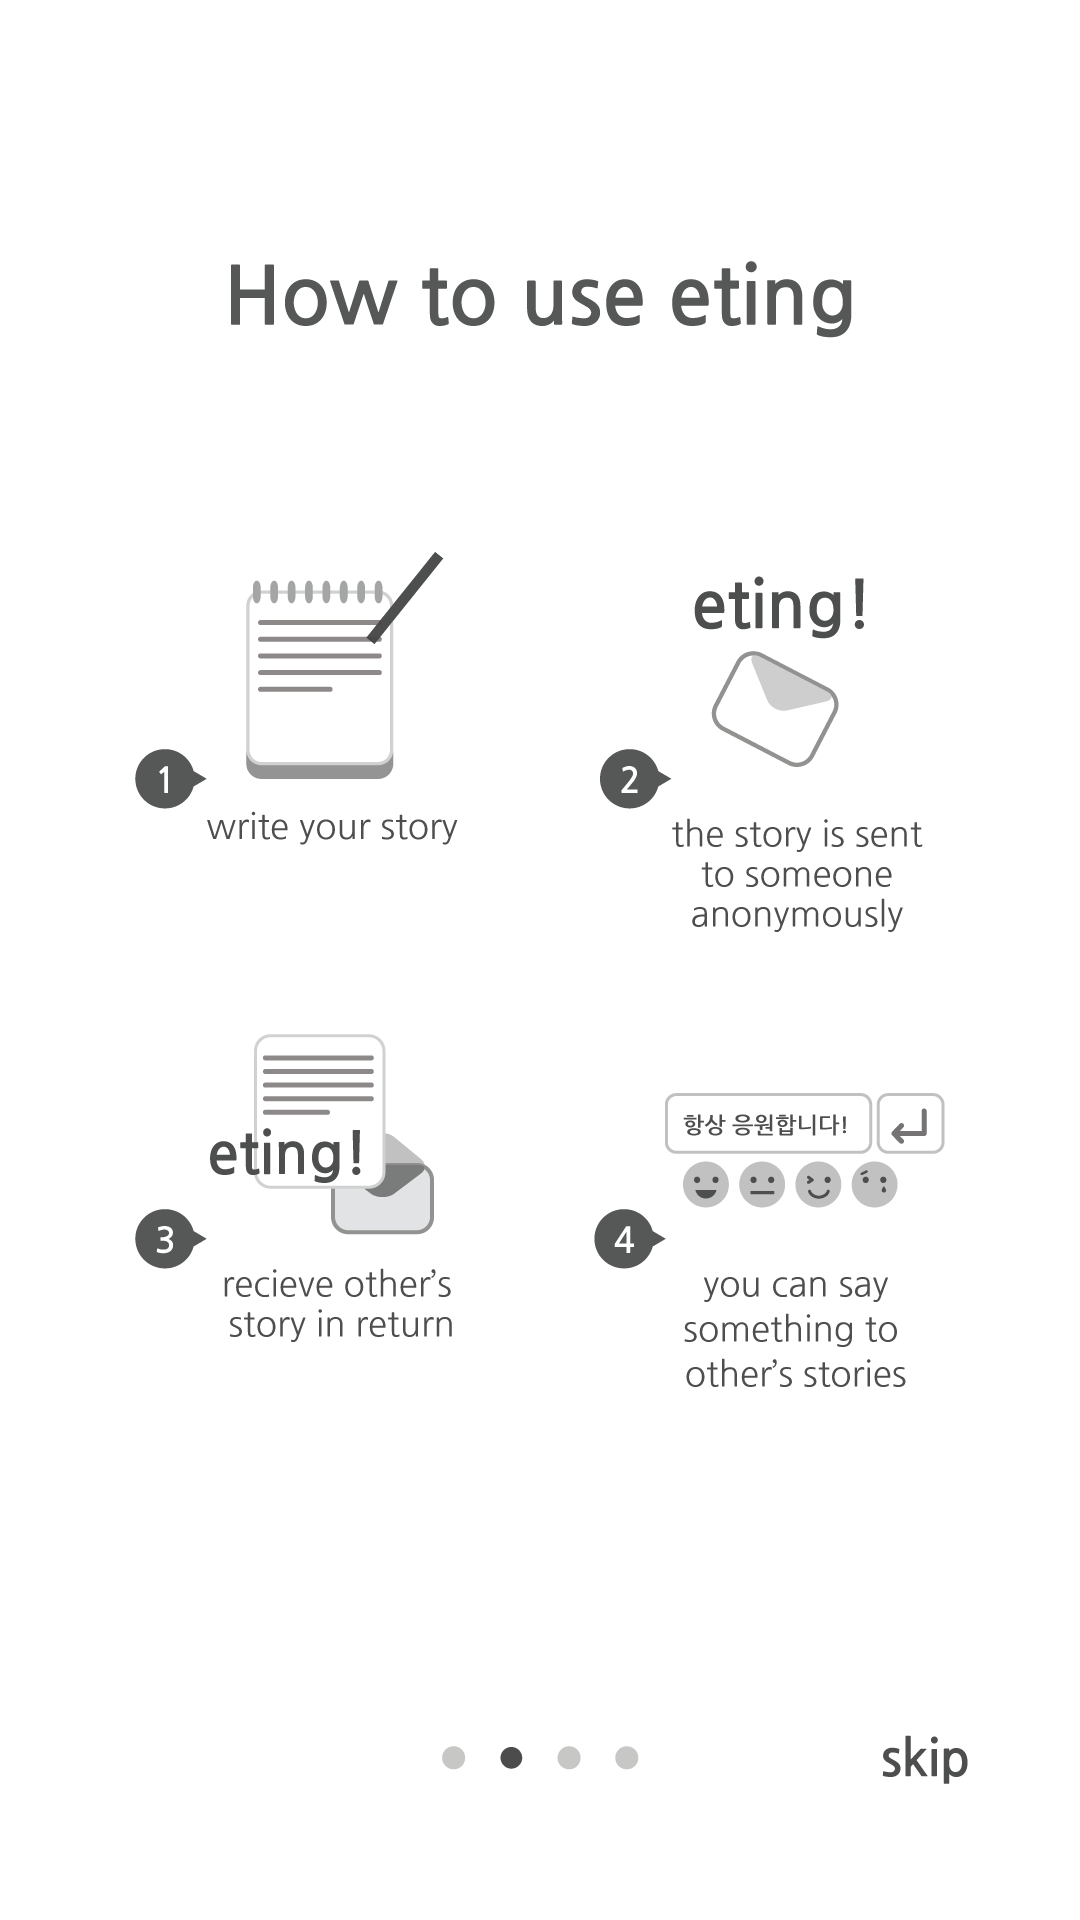 How to use eting
1
write your story
eting!
2
the story is sent
to someone
anonymously
eting!
3
recieve other’s
story in return
항상 응원합니다!
4
you can say
something to
other’s stories
skip